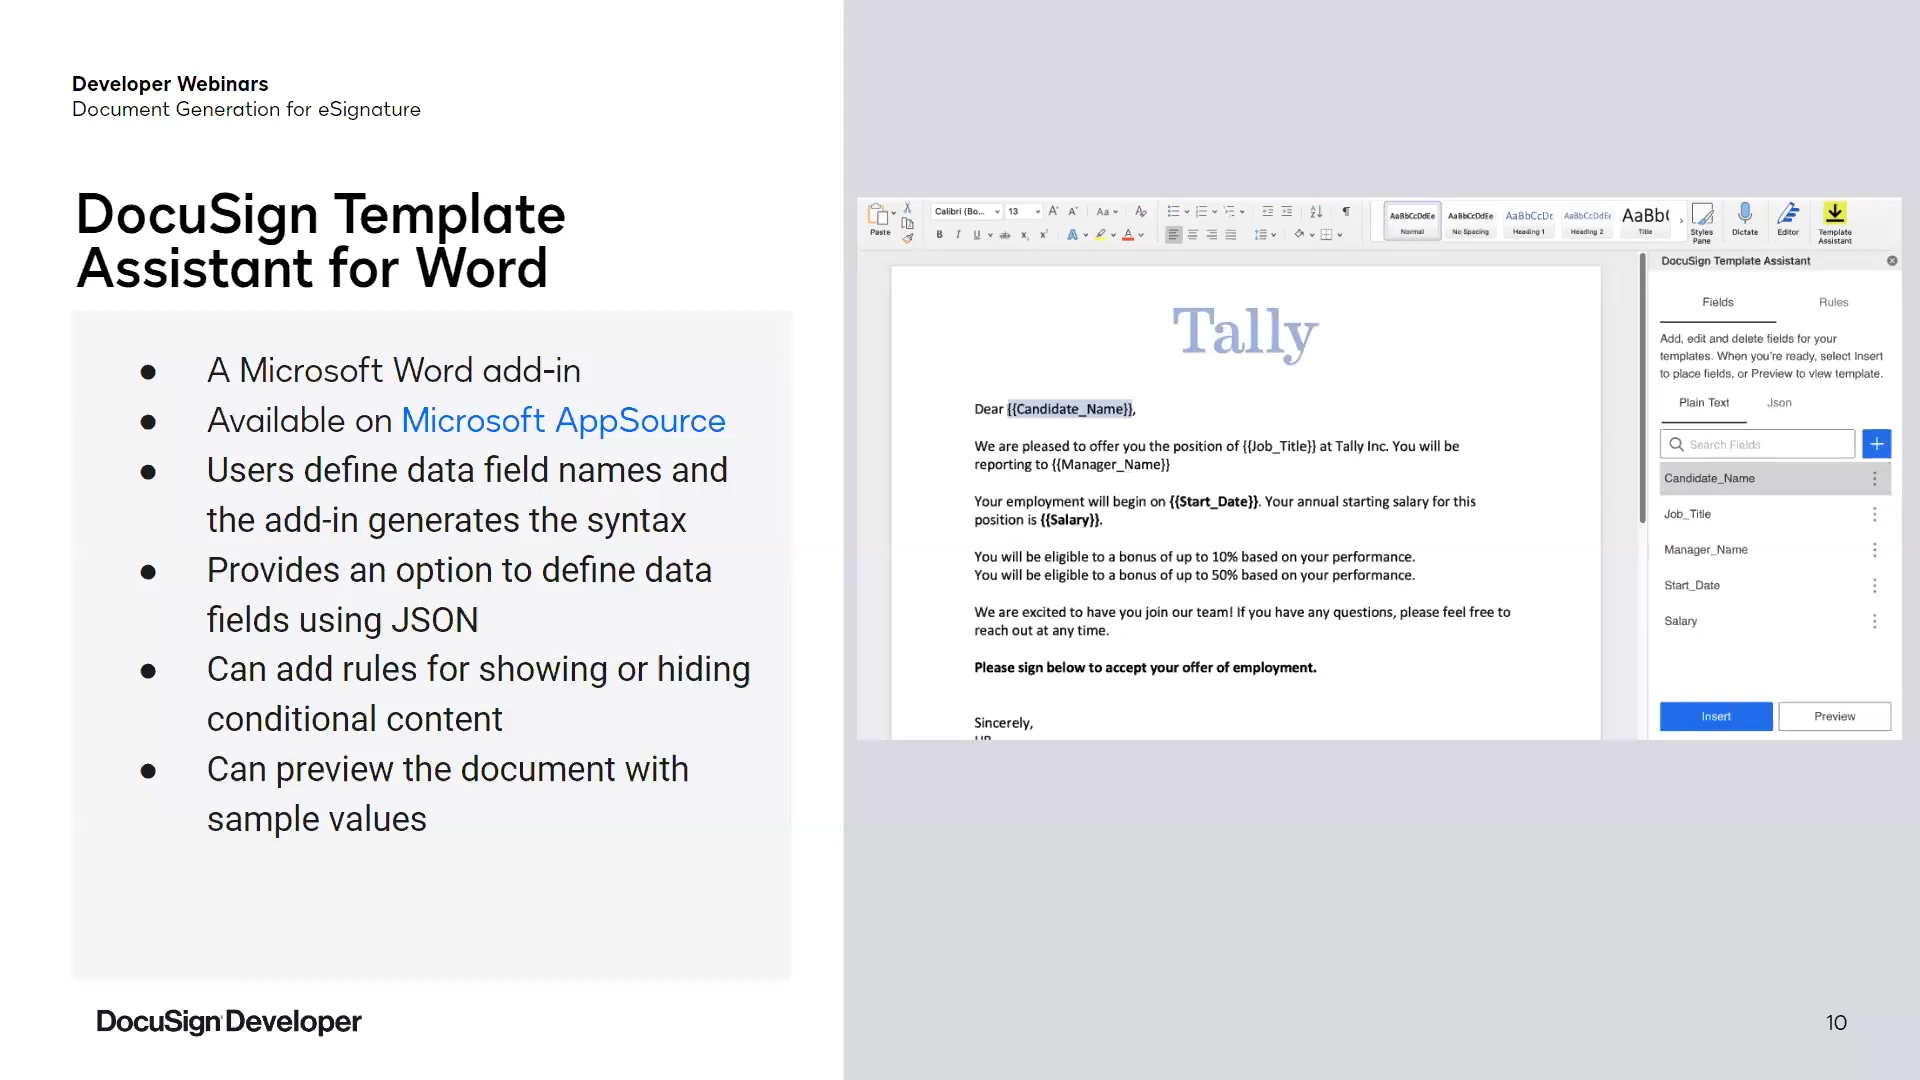 Developer Webinars
Document Generation for eSignature
DocuSign Template
Assistant for Word
● A Microsoft Word add-in
● Available on Microsoft AppSource
● Users define data field names and
the add-in generates the syntax
● Provides an option to define data
fields using JSON
● Can add rules for showing or hiding
conditional content
● Can preview the document with
sample values
DocuSign Developer
Paste
Calibri (Bo... 13
AaBbCcDdEe AaBbCcDdEe AaBbCcDc AaBbCcDdEe AaBb(
Normal No Spacing Heading 1 Heading 2 Title
Styles
Pane
Dictate
Editor
Template
Assistant
Tally
Dear {{Candidate_Name}},
We are pleased to offer you the position of {{Job_Title}} at Tally Inc. You will be
reporting to {{Manager_Name}}
Your employment will begin on {{Start_Date}}. Your annual starting salary for this
position is {{Salary}}.
You will be eligible to a bonus of up to 10% based on your performance.
You will be eligible to a bonus of up to 50% based on your performance.
We are excited to have you join our team! If you have any questions, please feel free to
reach out at any time.
Please sign below to accept your offer of employment.
Sincerely,
DocuSign Template Assistant
Fields Rules
Add, edit and delete fields for your
templates. When you're ready, select Insert
to place fields, or Preview to view template.
Plain Text Json
Search Fields
Candidate_Name
Job_Title
Manager_Name
Start_Date
Salary
Insert Preview
10